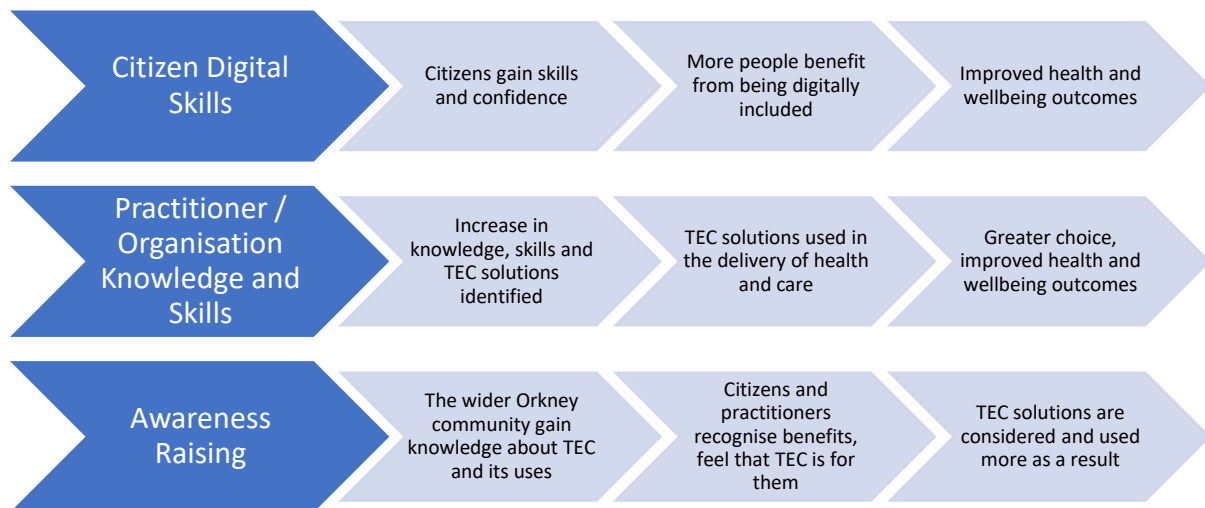 Citizen Digital
Skills
Citizens gain skills
and confidence
More people benefit
from being digitally
included
Improved health and
wellbeing outcomes
Practitioner /
Organisation
Knowledge and
Skills
Increase in
knowledge, skills and
TEC solutions
identified
TEC solutions used in
the delivery of health
and care
Greater choice,
improved health and
wellbeing outcomes
Awareness
Raising
The wider Orkney
community gain
knowledge about TEC
and its uses
Citizens and
practitioners
recognise benefits,
feel that TEC is for
them
TEC solutions are
considered and used
more as a result